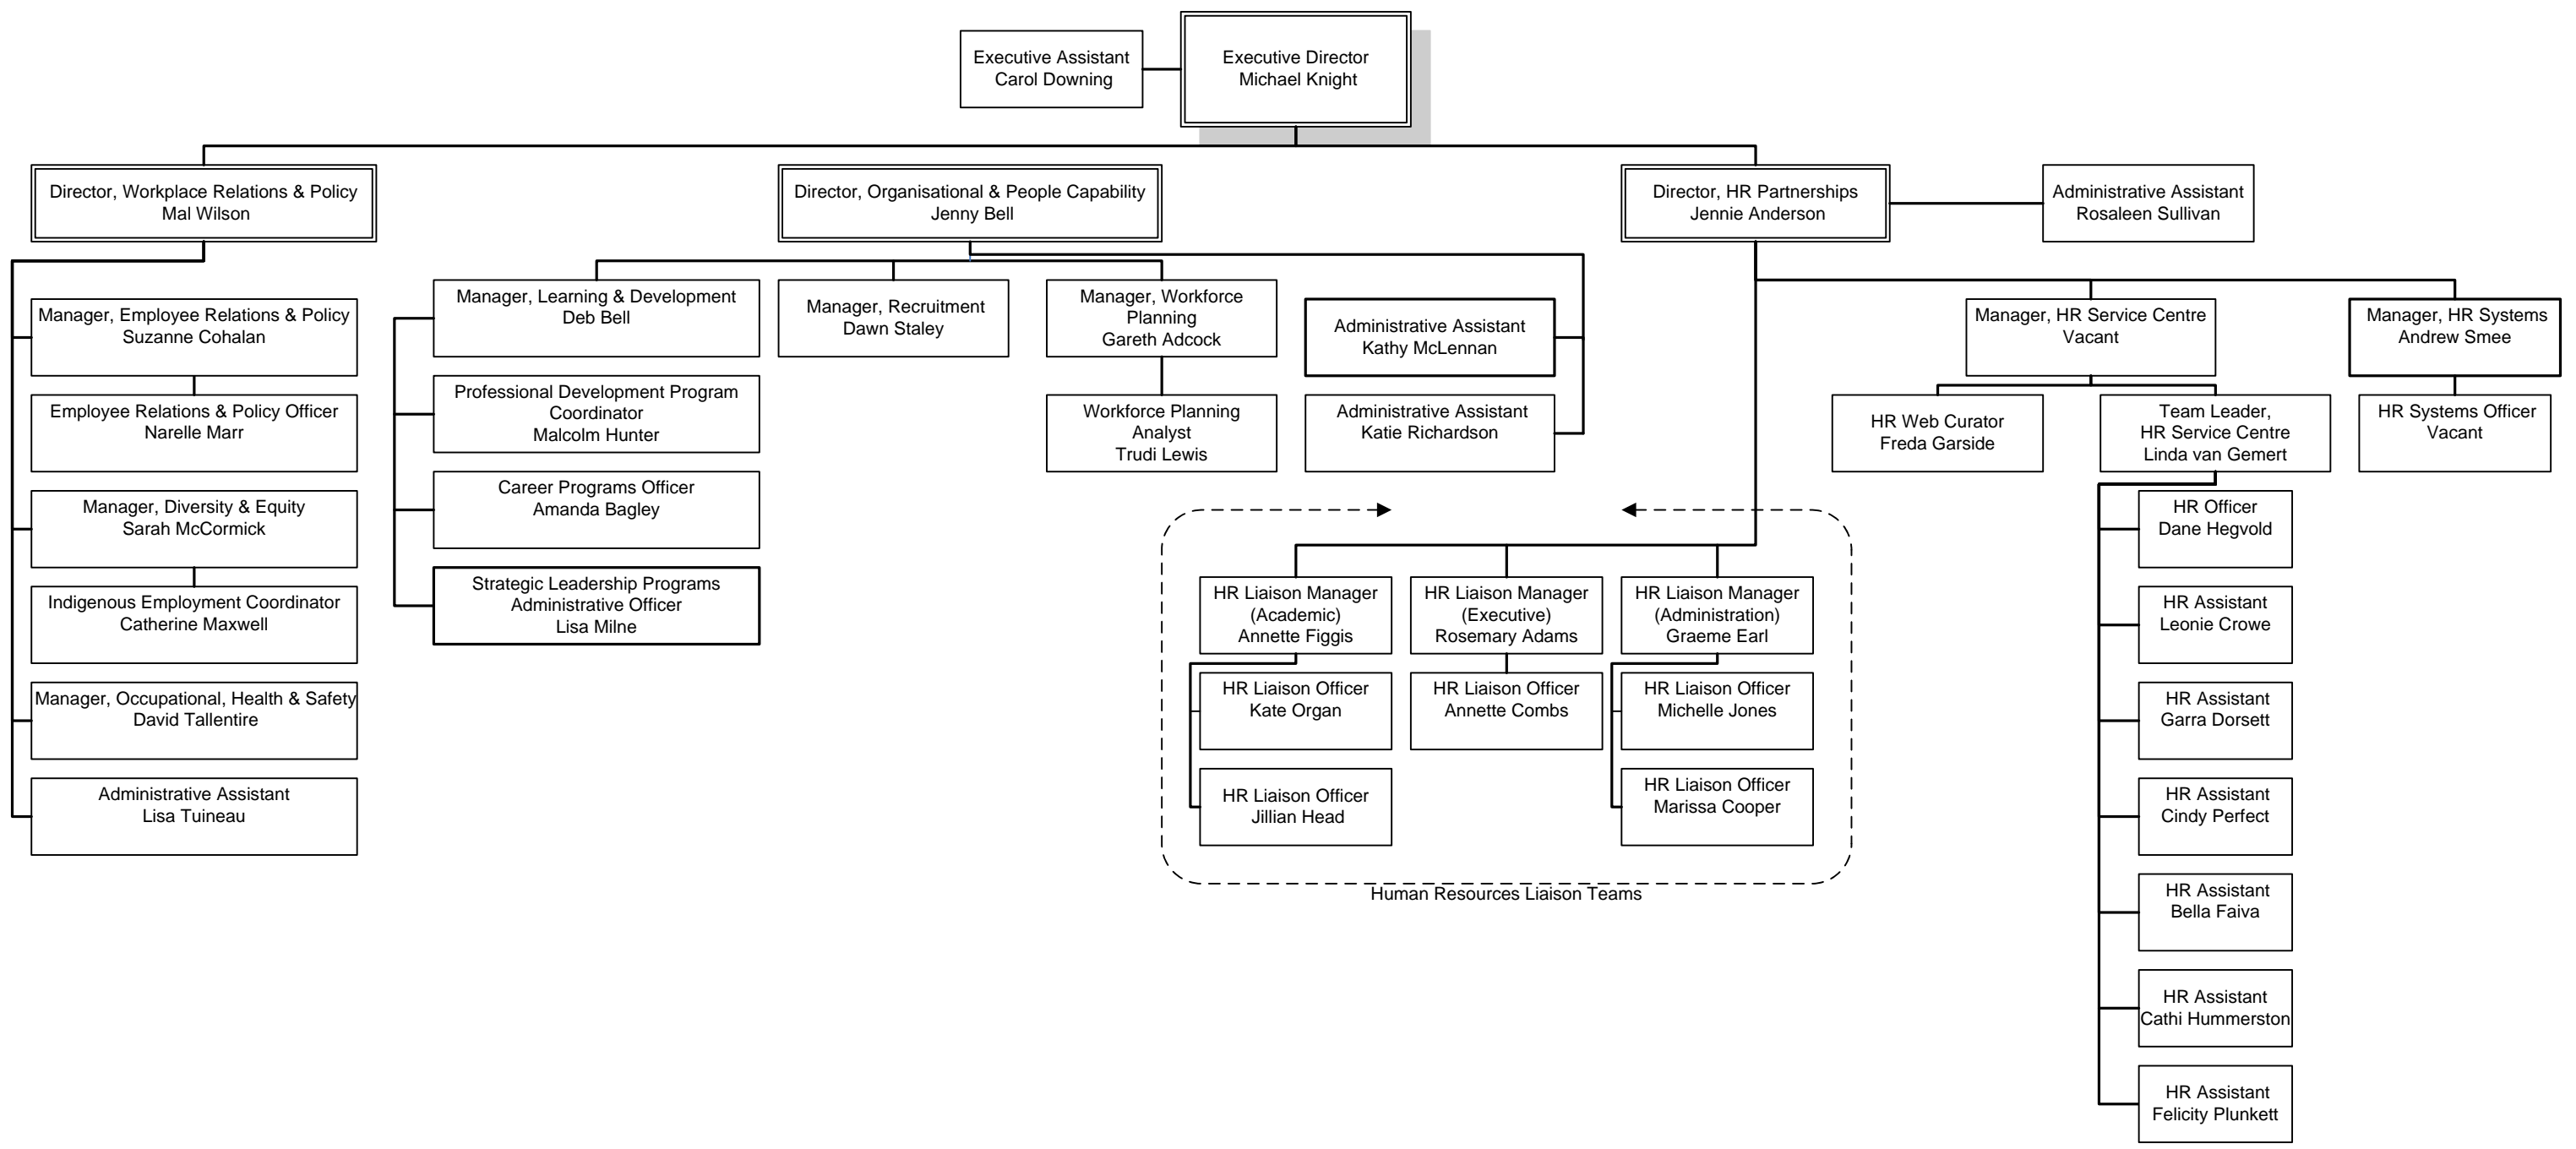 Executive Assistant
Carol Downing
Executive Director
Michael Knight
Director, Workplace Relations & Policy
Mal Wilson
Director, Organisational & People Capability
Jenny Bell
Director, HR Partnerships
Jennie Anderson
Administrative Assistant
Rosaleen Sullivan
Manager, Employee Relations & Policy
Suzanne Cohalan
Employee Relations & Policy Officer
Narelle Marr
Manager, Diversity & Equity
Sarah McCormick
Indigenous Employment Coordinator
Catherine Maxwell
Manager, Occupational, Health & Safety
David Tallentire
Administrative Assistant
Lisa Tuineau
Manager, Learning & Development
Deb Bell
Professional Development Program
Coordinator
Malcolm Hunter
Career Programs Officer
Amanda Bagley
Strategic Leadership Programs
Administrative Officer
Lisa Milne
Manager, Recruitment
Dawn Staley
Manager, Workforce
Planning
Gareth Adcock
Workforce Planning
Analyst
Trudi Lewis
Administrative Assistant
Kathy McLennan
Administrative Assistant
Katie Richardson
HR Liaison Manager
(Academic)
Annette Figgis
HR Liaison Officer
Kate Organ
HR Liaison Officer
Jillian Head
HR Liaison Manager
(Executive)
Rosemary Adams
HR Liaison Officer
Annette Combs
HR Liaison Manager
(Administration)
Graeme Earl
HR Liaison Officer
Michelle Jones
HR Liaison Officer
Marissa Cooper
Human Resources Liaison Teams
Manager, HR Service Centre
Vacant
HR Web Curator
Freda Garside
Team Leader,
HR Service Centre
Linda van Gemert
HR Officer
Dane Hegvold
HR Assistant
Leonie Crowe
HR Assistant
Garra Dorsett
HR Assistant
Cindy Perfect
HR Assistant
Bella Faiva
HR Assistant
Cathi Hummerston
HR Assistant
Felicity Plunkett
Manager, HR Systems
Andrew Smee
HR Systems Officer
Vacant